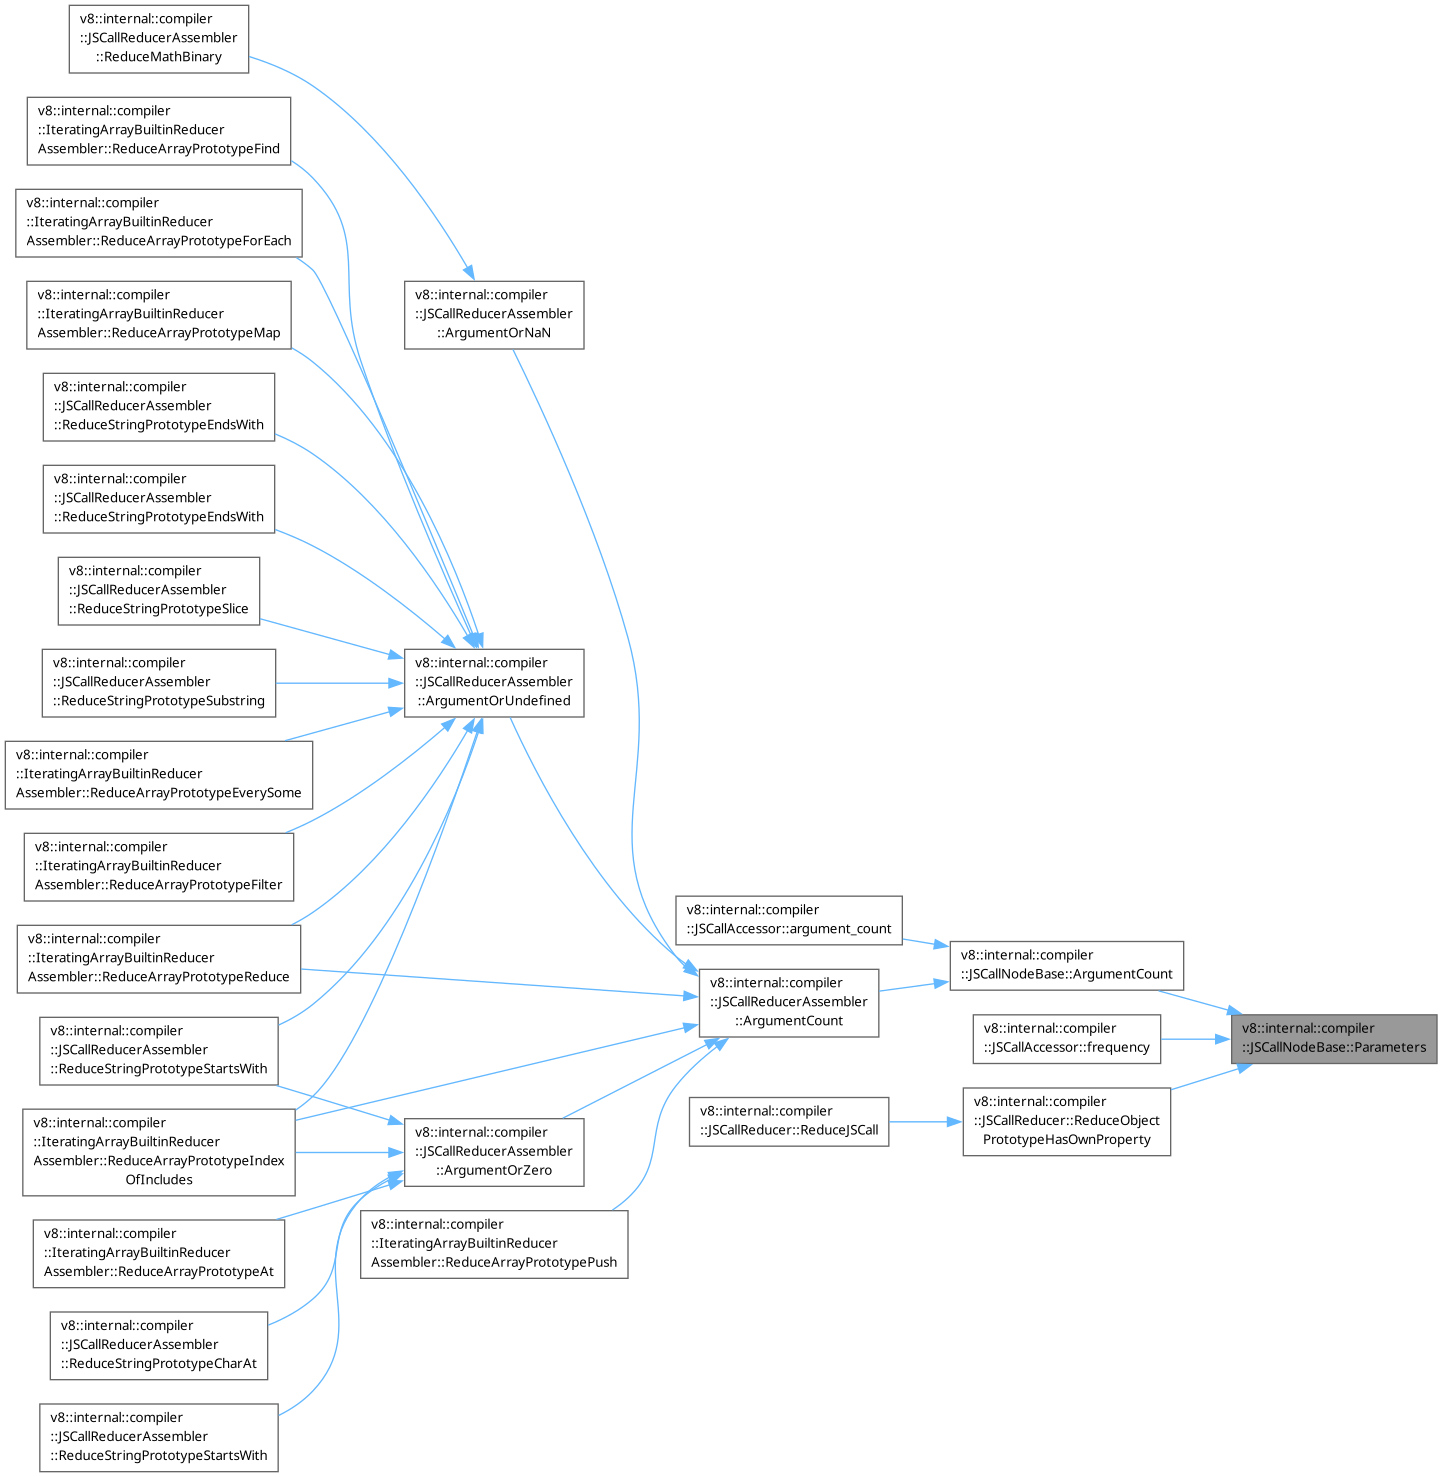 v8::internal::compiler
::JSCallReducerAssembler
::ReduceMathBinary
v8::internal::compiler
::IteratingArrayBuiltinReducer
Assembler::ReduceArrayPrototypeFind
v8::internal::compiler
::IteratingArrayBuiltinReducer
Assembler::ReduceArrayPrototypeForEach
v8::internal::compiler
::IteratingArrayBuiltinReducer
Assembler::ReduceArrayPrototypeMap
v8::internal::compiler
::JSCallReducerAssembler
::ReduceStringPrototypeEndsWith
v8::internal::compiler
::JSCallReducerAssembler
::ReduceStringPrototypeEndsWith
v8::internal::compiler
::JSCallReducerAssembler
::ReduceStringPrototypeSlice
v8::internal::compiler
::JSCallReducerAssembler
::ReduceStringPrototypeSubstring
v8::internal::compiler
::IteratingArrayBuiltinReducer
Assembler::ReduceArrayPrototypeEverySome
v8::internal::compiler
::IteratingArrayBuiltinReducer
Assembler::ReduceArrayPrototypeFilter
v8::internal::compiler
::IteratingArrayBuiltinReducer
Assembler::ReduceArrayPrototypeReduce
v8::internal::compiler
::JSCallReducerAssembler
::ReduceStringPrototypeStartsWith
v8::internal::compiler
::IteratingArrayBuiltinReducer
Assembler::ReduceArrayPrototypeIndex
OfIncludes
v8::internal::compiler
::IteratingArrayBuiltinReducer
Assembler::ReduceArrayPrototypeAt
v8::internal::compiler
::JSCallReducerAssembler
::ReduceStringPrototypeCharAt
v8::internal::compiler
::JSCallReducerAssembler
::ReduceStringPrototypeStartsWith
v8::internal::compiler
::JSCallReducerAssembler
::ArgumentOrNaN
v8::internal::compiler
::JSCallReducerAssembler
::ArgumentOrUndefined
v8::internal::compiler
::JSCallReducerAssembler
::ArgumentOrZero
v8::internal::compiler
::IteratingArrayBuiltinReducer
Assembler::ReduceArrayPrototypePush
v8::internal::compiler
::JSCallAccessor::argument_count
v8::internal::compiler
::JSCallReducerAssembler
::ArgumentCount
v8::internal::compiler
::JSCallReducer::ReduceJSCall
v8::internal::compiler
::JSCallNodeBase::ArgumentCount
v8::internal::compiler
::JSCallAccessor::frequency
v8::internal::compiler
::JSCallReducer::ReduceObject
PrototypeHasOwnProperty
v8::internal::compiler
::JSCallNodeBase::Parameters